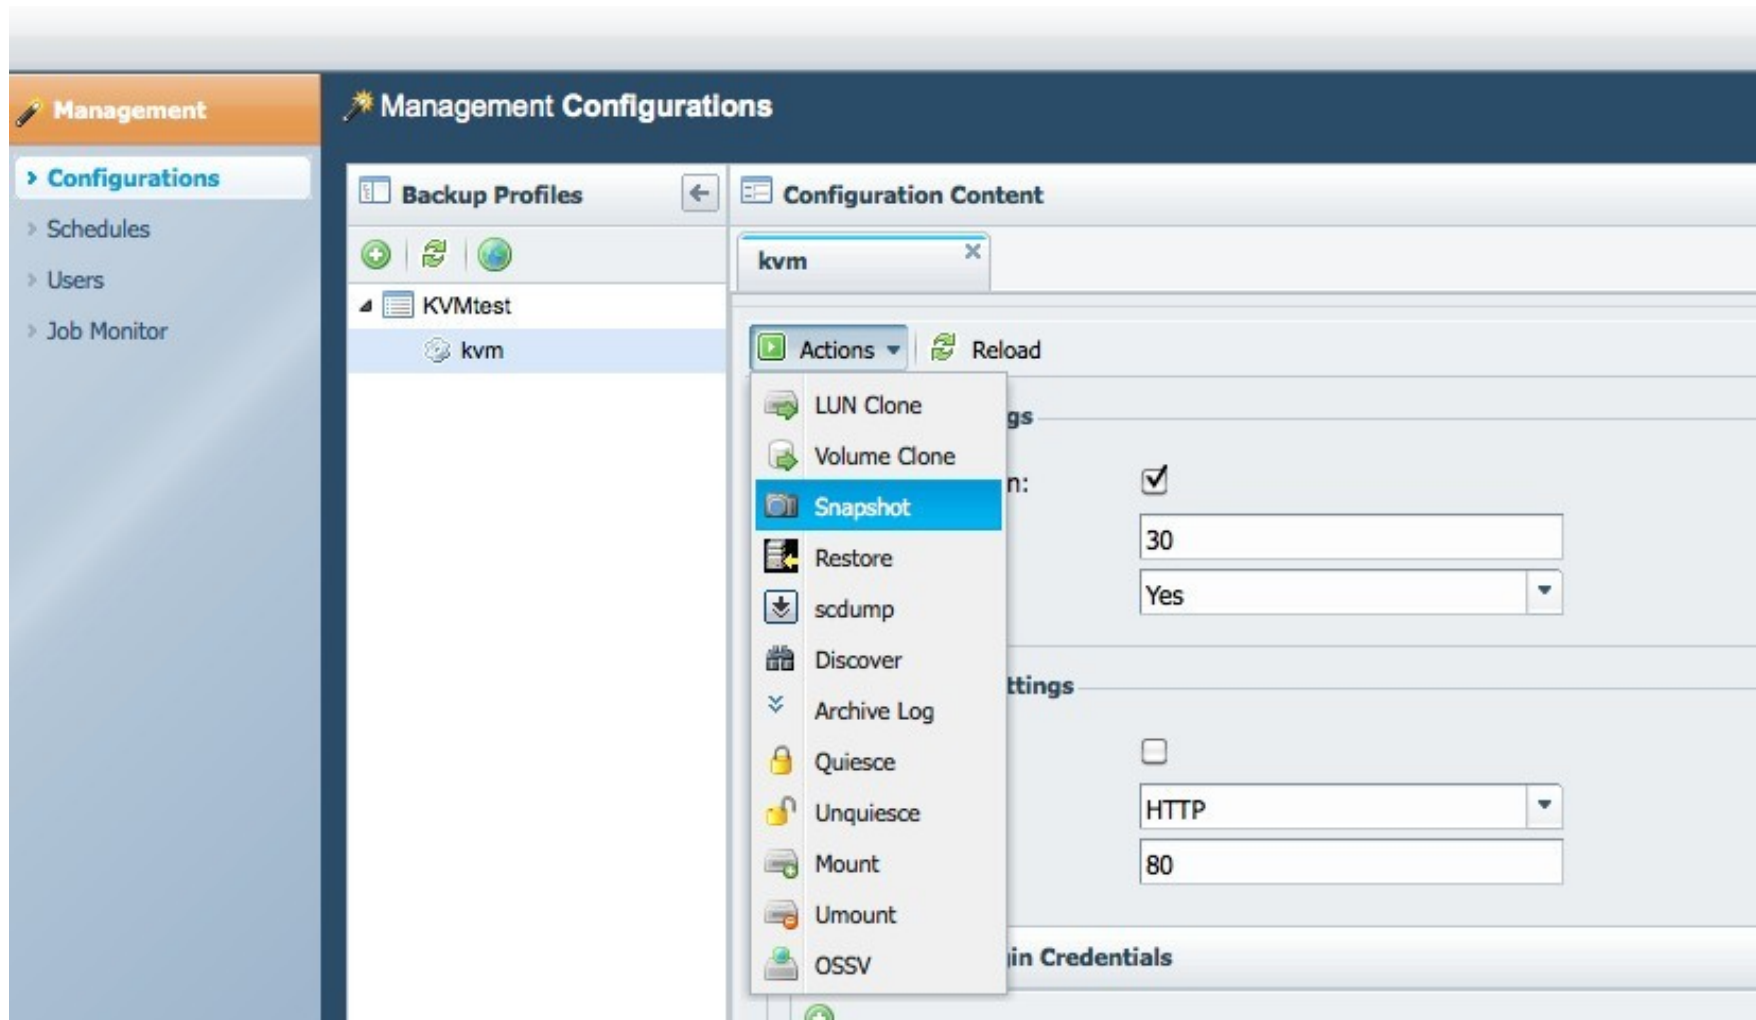 Management
Management Configurations
Configurations
Schedules
Users
Job Monitor
Backup Profiles
KVMtest
kvm
Configuration Content
kvm
Actions
Reload
LUN Clone
Volume Clone
Snapshot
Restore
scdump
Discover
Archive Log
Quiesce
Unquiesce
Mount
Umount
OSSV
gs
n:
30
Yes
ttings
HTTP
80
in Credentials